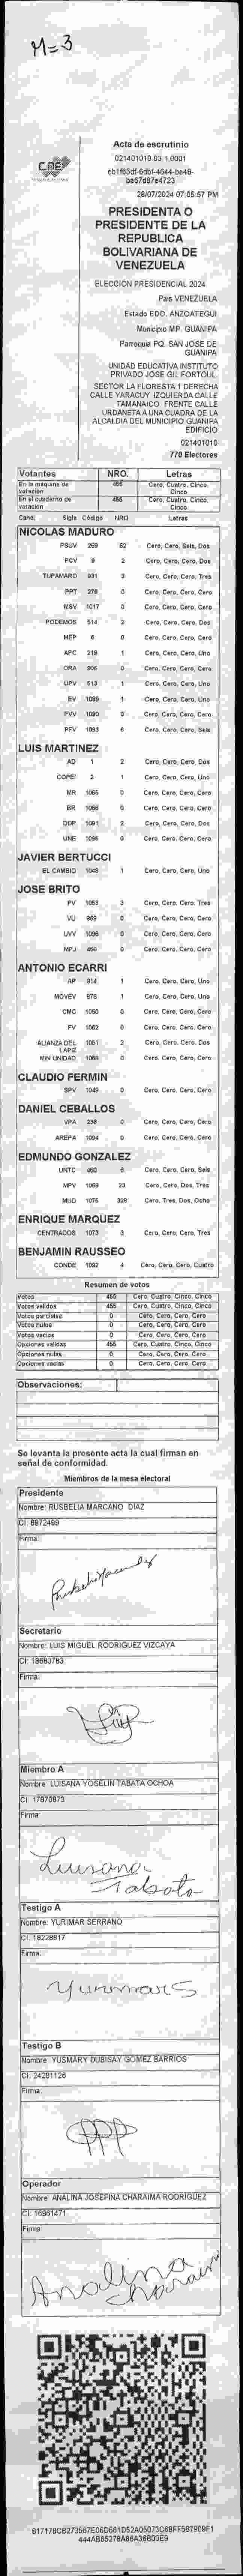 M=3
CNE
Acta de escrutinio
021401010.03.1.0001
28/07/2024 07:05:57 PM
PRESIDENTA O
PRESIDENTE DE LA
REPUBLICA
BOLIVARIANA DE
VENEZUELA
ELECCION PRESIDENCIAL 2024
Pais VENEZUELA
Estado EDO. ANZOATEGUI
Municipio MP. GUANIPA
Parroquia PQ. SAN JOSE DE
GUANIPA
UNIDAD EDUCATIVA INSTITUTO
PRIVADO JOSE GIL FORTOUL
SECTOR LA FLORESTA 1 DERECHA
CALLE YARACUY. IZQUIERDA CALLE
TAMANAICO. FRENTE CALLE
URDANETA A UNA CUADRA DE LA
ALCALDIA DEL MUNICIPIO GUANIPA
EDIFICIO
021401010
770 Electores
Votantes NRO. Letras
En la máquina de votación 455 Cero, Cuatro, Cinco, Cinco
En el cuaderno de votación 455 Cero, Cuatro, Cinco, Cinco
Cand. Sigla Código NRO Letras
NICOLAS MADURO
PSUV 269 62 Cero, Cero, Seis, Dos
PCV 9 2 Cero, Cero, Cero, Dos
TUPAMARO 931 3 Cero, Cero, Cero, Tres
PPT 278 0 Cero, Cero, Cero, Cero
MSV 1017 0 Cero, Cero, Cero, Cero
PODEMOS 514 2 Cero, Cero, Cero, Dos
MEP 6 0 Cero, Cero, Cero, Cero
APC 219 1 Cero, Cero, Cero, Uno
ORA 905 0 Cero, Cero, Cero, Cero
UPV 613 1 Cero, Cero, Cero, Uno
EV 1089 1 Cero, Cero, Cero, Uno
PVV 1090 0 Cero, Cero, Cero, Cero
PFV 1093 6 Cero, Cero, Cero, Seis
LUIS MARTINEZ
AD 1 2 Cero, Cero, Cero, Dos
COPEI 3 1 Cero, Cero, Cero, Uno
MR 1065 0 Cero, Cero, Cero, Cero
BR 1056 0 Cero, Cero, Cero, Cero
DDP 1091 2 Cero, Cero, Cero, Dos
UNE 1095 0 Cero, Cero, Cero, Cero
JAVIER BERTUCCI
EL CAMBIO 1048 1 Cero, Cero, Cero, Uno
JOSE BRITO
PV 1053 3 Cero, Cero, Cero, Tres
VU 969 0 Cero, Cero, Cero, Cero
UVV 1096 0 Cero, Cero, Cero, Cero
MPJ 466 0 Cero, Cero, Cero, Cero
ANTONIO ECARRI
AP 914 1 Cero, Cero, Cero, Uno
MOVEV 876 1 Cero, Cero, Cero, Uno
CMC 1050 0 Cero, Cero, Cero, Cero
FV 1062 0 Cero, Cero, Cero, Cero
ALIANZA DEL LAPIZ 1051 2 Cero, Cero, Cero, Dos
MIN UNIDAD 1069 0 Cero, Cero, Cero, Cero
CLAUDIO FERMIN
SPV 1049 0 Cero, Cero, Cero, Cero
DANIEL CEBALLOS
VPA 236 0 Cero, Cero, Cero, Cero
AREPA 1094 0 Cero, Cero, Cero, Cero
EDMUNDO GONZALEZ
UNTC 400 6 Cero, Cero, Cero, Seis
MPV 1069 23 Cero, Cero, Dos, Tres
MUD 1075 328 Cero, Tres, Dos, Ocho
ENRIQUE MARQUEZ
CENTRADOS 1073 3 Cero, Cero, Cero, Tres
BENJAMIN RAUSSEO
CONDE 1092 4 Cero, Cero, Cero, Cuatro
Resumen de votos
Votos 455 Cero, Cuatro, Cinco, Cinco
Votos válidos 455 Cero, Cuatro, Cinco, Cinco
Votos parciales 0 Cero, Cero, Cero, Cero
Votos nulos 0 Cero, Cero, Cero, Cero
Votos vacíos 0 Cero, Cero, Cero, Cero
Opciones válidas 455 Cero, Cuatro, Cinco, Cinco
Opciones nulas 0 Cero, Cero, Cero, Cero
Opciones vacías 0 Cero, Cero, Cero, Cero
Observaciones:
Se levanta la presente acta la cual firman en
señal de conformidad.
Miembros de la mesa electoral
Presidente
Nombre: RUSBELIA MARCANO DIAZ
CI: 8972499
Firma:
Secretario
Nombre: LUIS MIGUEL RODRIGUEZ VIZCAYA
CI: 18680783
Firma:
Miembro A
Nombre: LUISANA YOSELIN TABATA OCHOA
CI: 17870873
Firma:
Luisana
Tabata
Testigo A
Nombre: YURIMAR SERRANO
CI: 18228817
Firma:
Yurimar S
Testigo B
Nombre: YUSMARY DUBISAY GOMEZ BARRIOS
CI: 24281126
Firma:
Operador
Nombre: ANALINA JOSEFINA CHARAIMA RODRIGUEZ
CI: 16961471
Firma:
Analina
Charaima